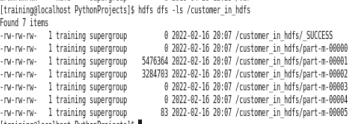 [training@localhost PythonProjects]$ hdfs dfs -ls /customer_in_hdfs
Found 7 items
-rw-rw-rw- 1 training supergroup 0 2022-02-16 20:07 /customer_in_hdfs/_SUCCESS
-rw-rw-rw- 1 training supergroup 0 2022-02-16 20:07 /customer_in_hdfs/part-m-00000
-rw-rw-rw- 1 training supergroup 5476364 2022-02-16 20:07 /customer_in_hdfs/part-m-00001
-rw-rw-rw- 1 training supergroup 3284703 2022-02-16 20:07 /customer_in_hdfs/part-m-00002
-rw-rw-rw- 1 training supergroup 0 2022-02-16 20:07 /customer_in_hdfs/part-m-00003
-rw-rw-rw- 1 training supergroup 0 2022-02-16 20:07 /customer_in_hdfs/part-m-00004
-rw-rw-rw- 1 training supergroup 83 2022-02-16 20:07 /customer_in_hdfs/part-m-00005